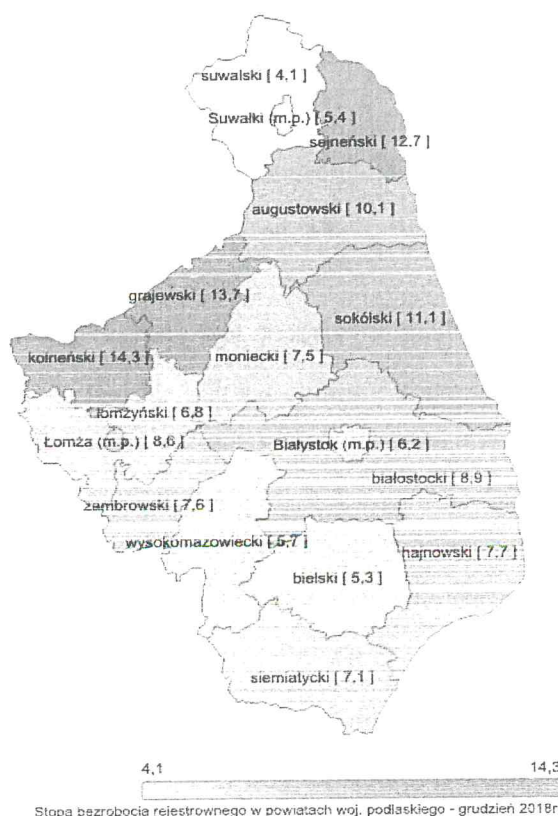 suwalski [ 4,1 ]
Suwałki (m.p.) [ 5,4 ]
sejneński [ 12.7 ]
augustowski [ 10,1 ]
grajewski [ 13,7 ]
sokólski [ 11,1 ]
kolneński [ 14,3 ]
moniecki [ 7,5 ]
łomżyński [ 6,8 ]
Łomża (m.p.) [ 8,6 ]
Białystok (m.p.) [ 6,2 ]
białostocki [ 8,9 ]
zambrowski [ 7,6 ]
wysokomazowiecki [ 5,7 ]
hajnowski [ 7.7 ]
bielski [ 5,3 ]
siemiatycki [ 7,1 ]
4,1 14,3
Stopa bezrobocia rejestrowanego w powiatach woj. podlaskiego - grudzień 2018r